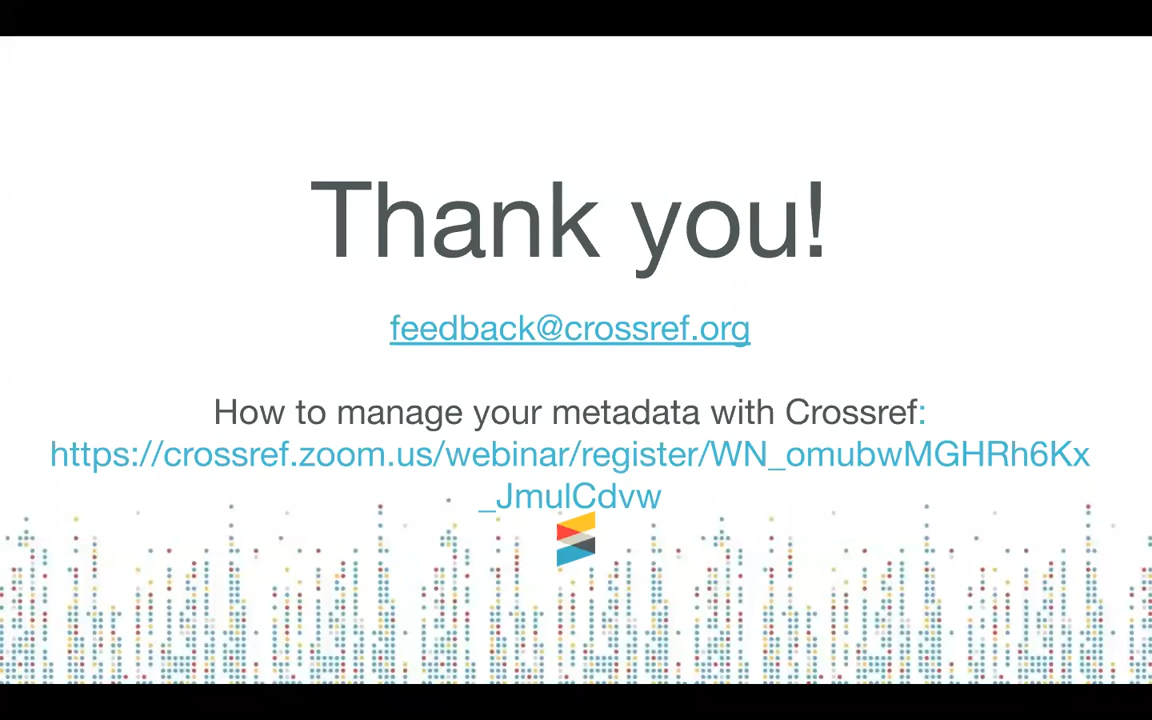 Thank you!
feedback@crossref.org
How to manage your metadata with Crossref:
https://crossref.zoom.us/webinar/register/WN_omubwMGHRh6Kx
_JmulCdvw